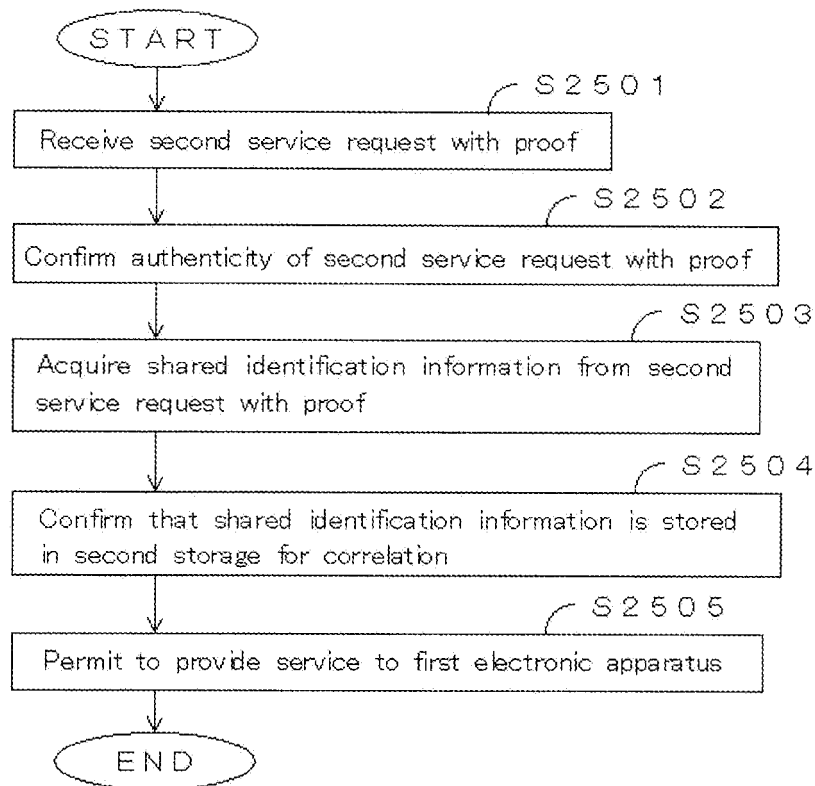 START
S2501
Receive second service request with proof
S2502
Confirm authenticity of second service request with proof
S2503
Acquire shared identification information from second
service request with proof
S2504
Confirm that shared identification information is stored
in second storage for correlation
S2505
Permit to provide service to first electronic apparatus
END